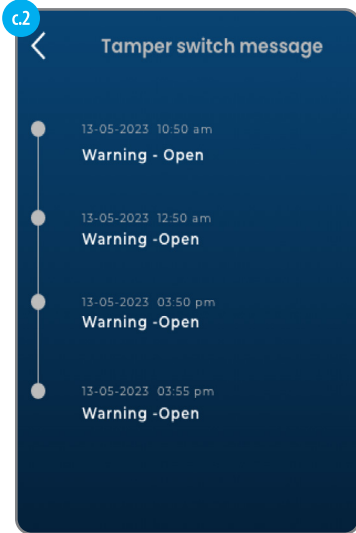 c.2
Tamper switch message
13-05-2023 10:50 am
Warning - Open
13-05-2023 12:50 am
Warning -Open
13-05-2023 03:50 pm
Warning -Open
13-05-2023 03:55 pm
Warning -Open